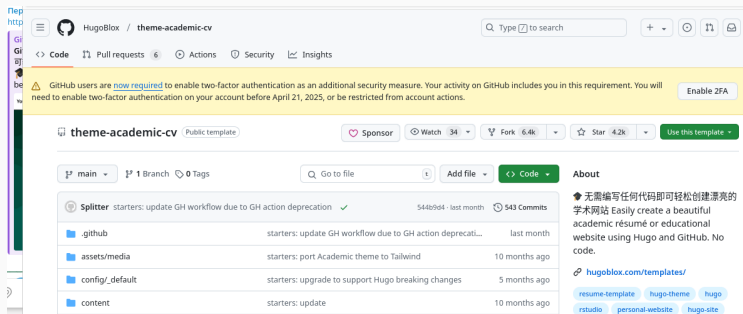 Пер
http
HugoBlox / theme-academic-cv
Type / to search
Code
Pull requests 6
Actions
Security
Insights
GitHub users are now required to enable two-factor authentication as an additional security measure. Your activity on GitHub includes you in this requirement. You will
need to enable two-factor authentication on your account before April 21, 2025, or be restricted from account actions.
Enable 2FA
theme-academic-cv Public template
Sponsor
Watch 34
Fork 6.4k
Star 4.2k
Use this template
main
1 Branch
0 Tags
Go to file t
Add file
Code
Splitter starters: update GH workflow due to GH action deprecation
544b9d4 · last month
543 Commits
.github starters: update GH workflow due to GH action deprecati... last month
assets/media starters: port Academic theme to Tailwind 10 months ago
config/_default starters: upgrade to support Hugo breaking changes 5 months ago
content starters: update 10 months ago
About
🎓 无需编写任何代码即可轻松创建漂亮的
学术网站 Easily create a beautiful
academic résumé or educational
website using Hugo and GitHub. No
code.
hugoblox.com/templates/
resume-template hugo-theme hugo
rstudio personal-website hugo-site